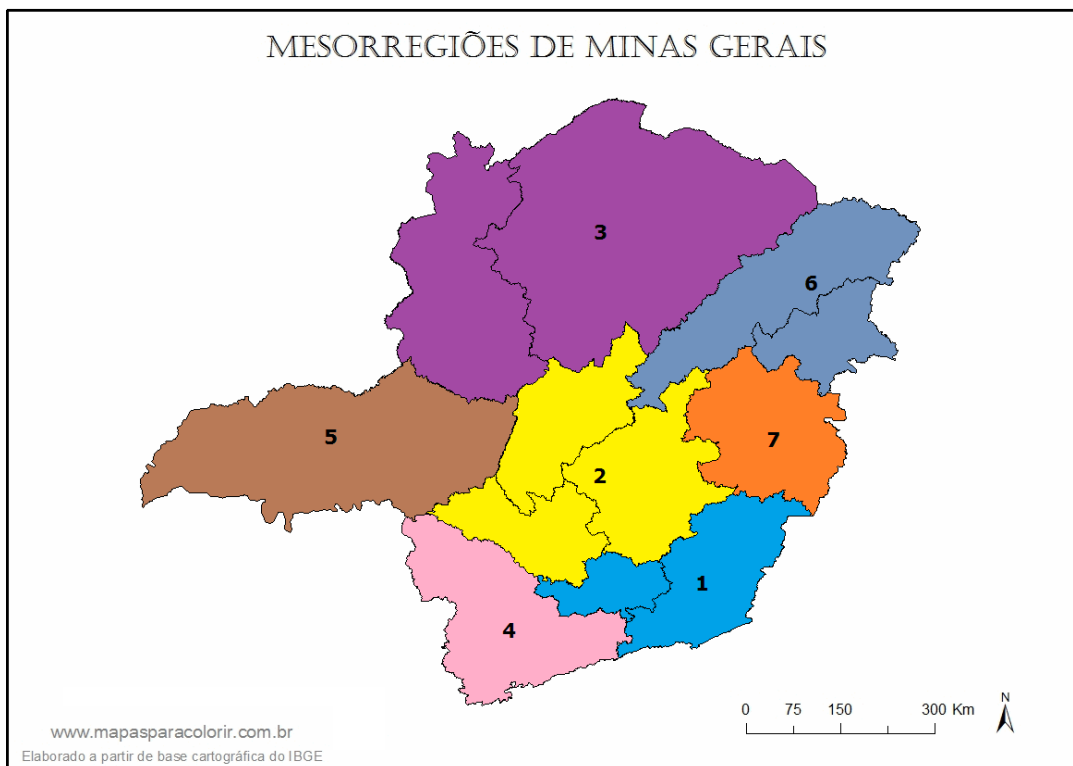 MESORREGIÕES DE MINAS GERAIS
3
6
5
7
2
1
4
0 75 150 300 Km
N
www.mapasparacolorir.com.br
Elaborado a partir de base cartográfica do IBGE